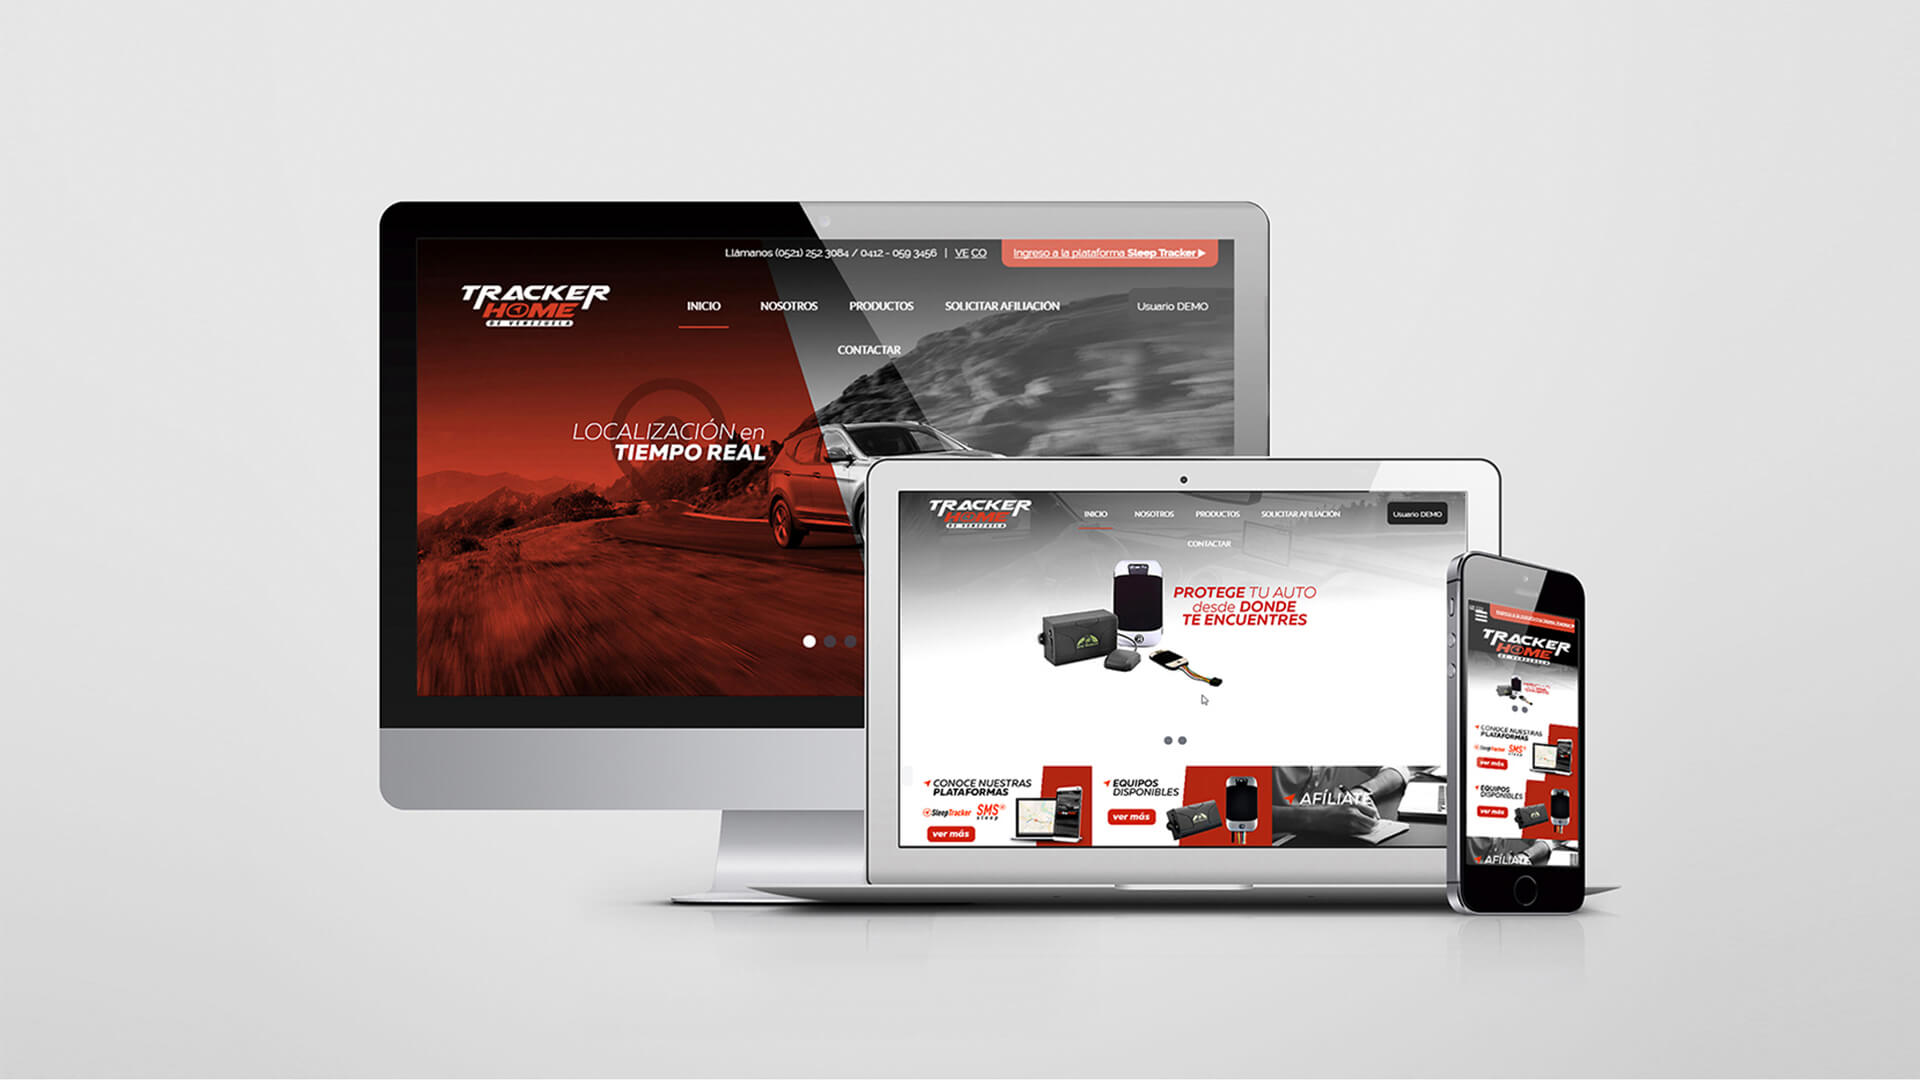 Llámanos (0521) 252 3084 / 0412 - 059 3456 | VE CO
Ingreso a la plataforma Sleep Tracker
TRACKER
HOME
DE VENEZUELA
INICIO
NOSOTROS
PRODUCTOS
SOLICITAR AFILIACIÓN
Usuario DEMO
CONTACTAR
LOCALIZACIÓN en
TIEMPO REAL
TRACKER
HOME
DE VENEZUELA
INICIO
NOSOTROS
PRODUCTOS
SOLICITAR AFILIACIÓN
Usuario DEMO
CONTACTAR
PROTEGE TU AUTO
desde DONDE
TE ENCUENTRES
CONOCE NUESTRAS
PLATAFORMAS
SleepTracker
SMS
sleep
ver más
EQUIPOS
DISPONIBLES
ver más
AFÍLIATE
TRACKER
HOME
DE VENEZUELA
CONOCE NUESTRAS
PLATAFORMAS
SleepTracker
SMS
sleep
ver más
EQUIPOS
DISPONIBLES
ver más
AFÍLIATE